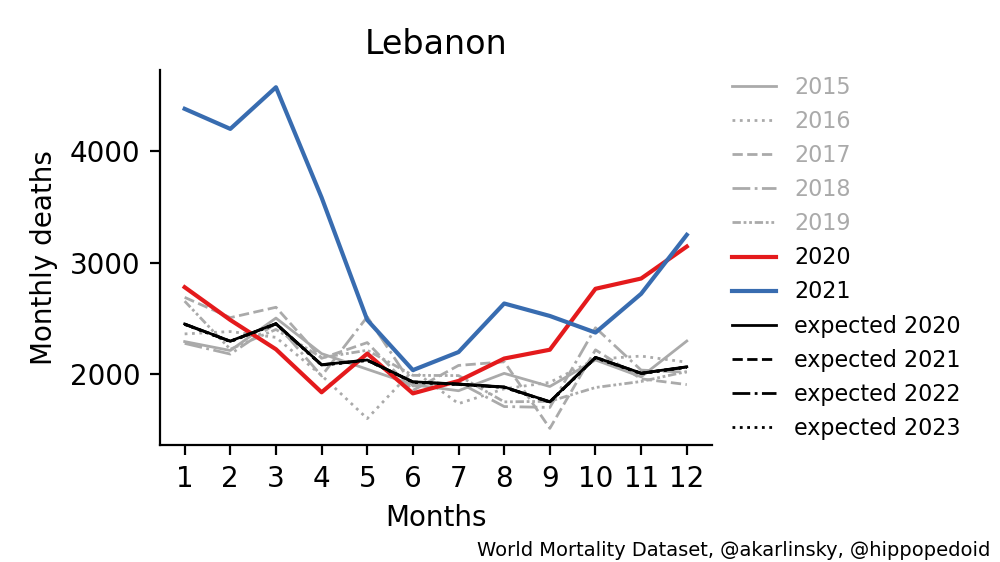 Lebanon
Monthly deaths
4000
3000
2000
1 2 3 4 5 6 7 8 9 10 11 12
Months
2015
2016
2017
2018
2019
2020
2021
expected 2020
expected 2021
expected 2022
expected 2023
World Mortality Dataset, @akarlinsky, @hippopedoid